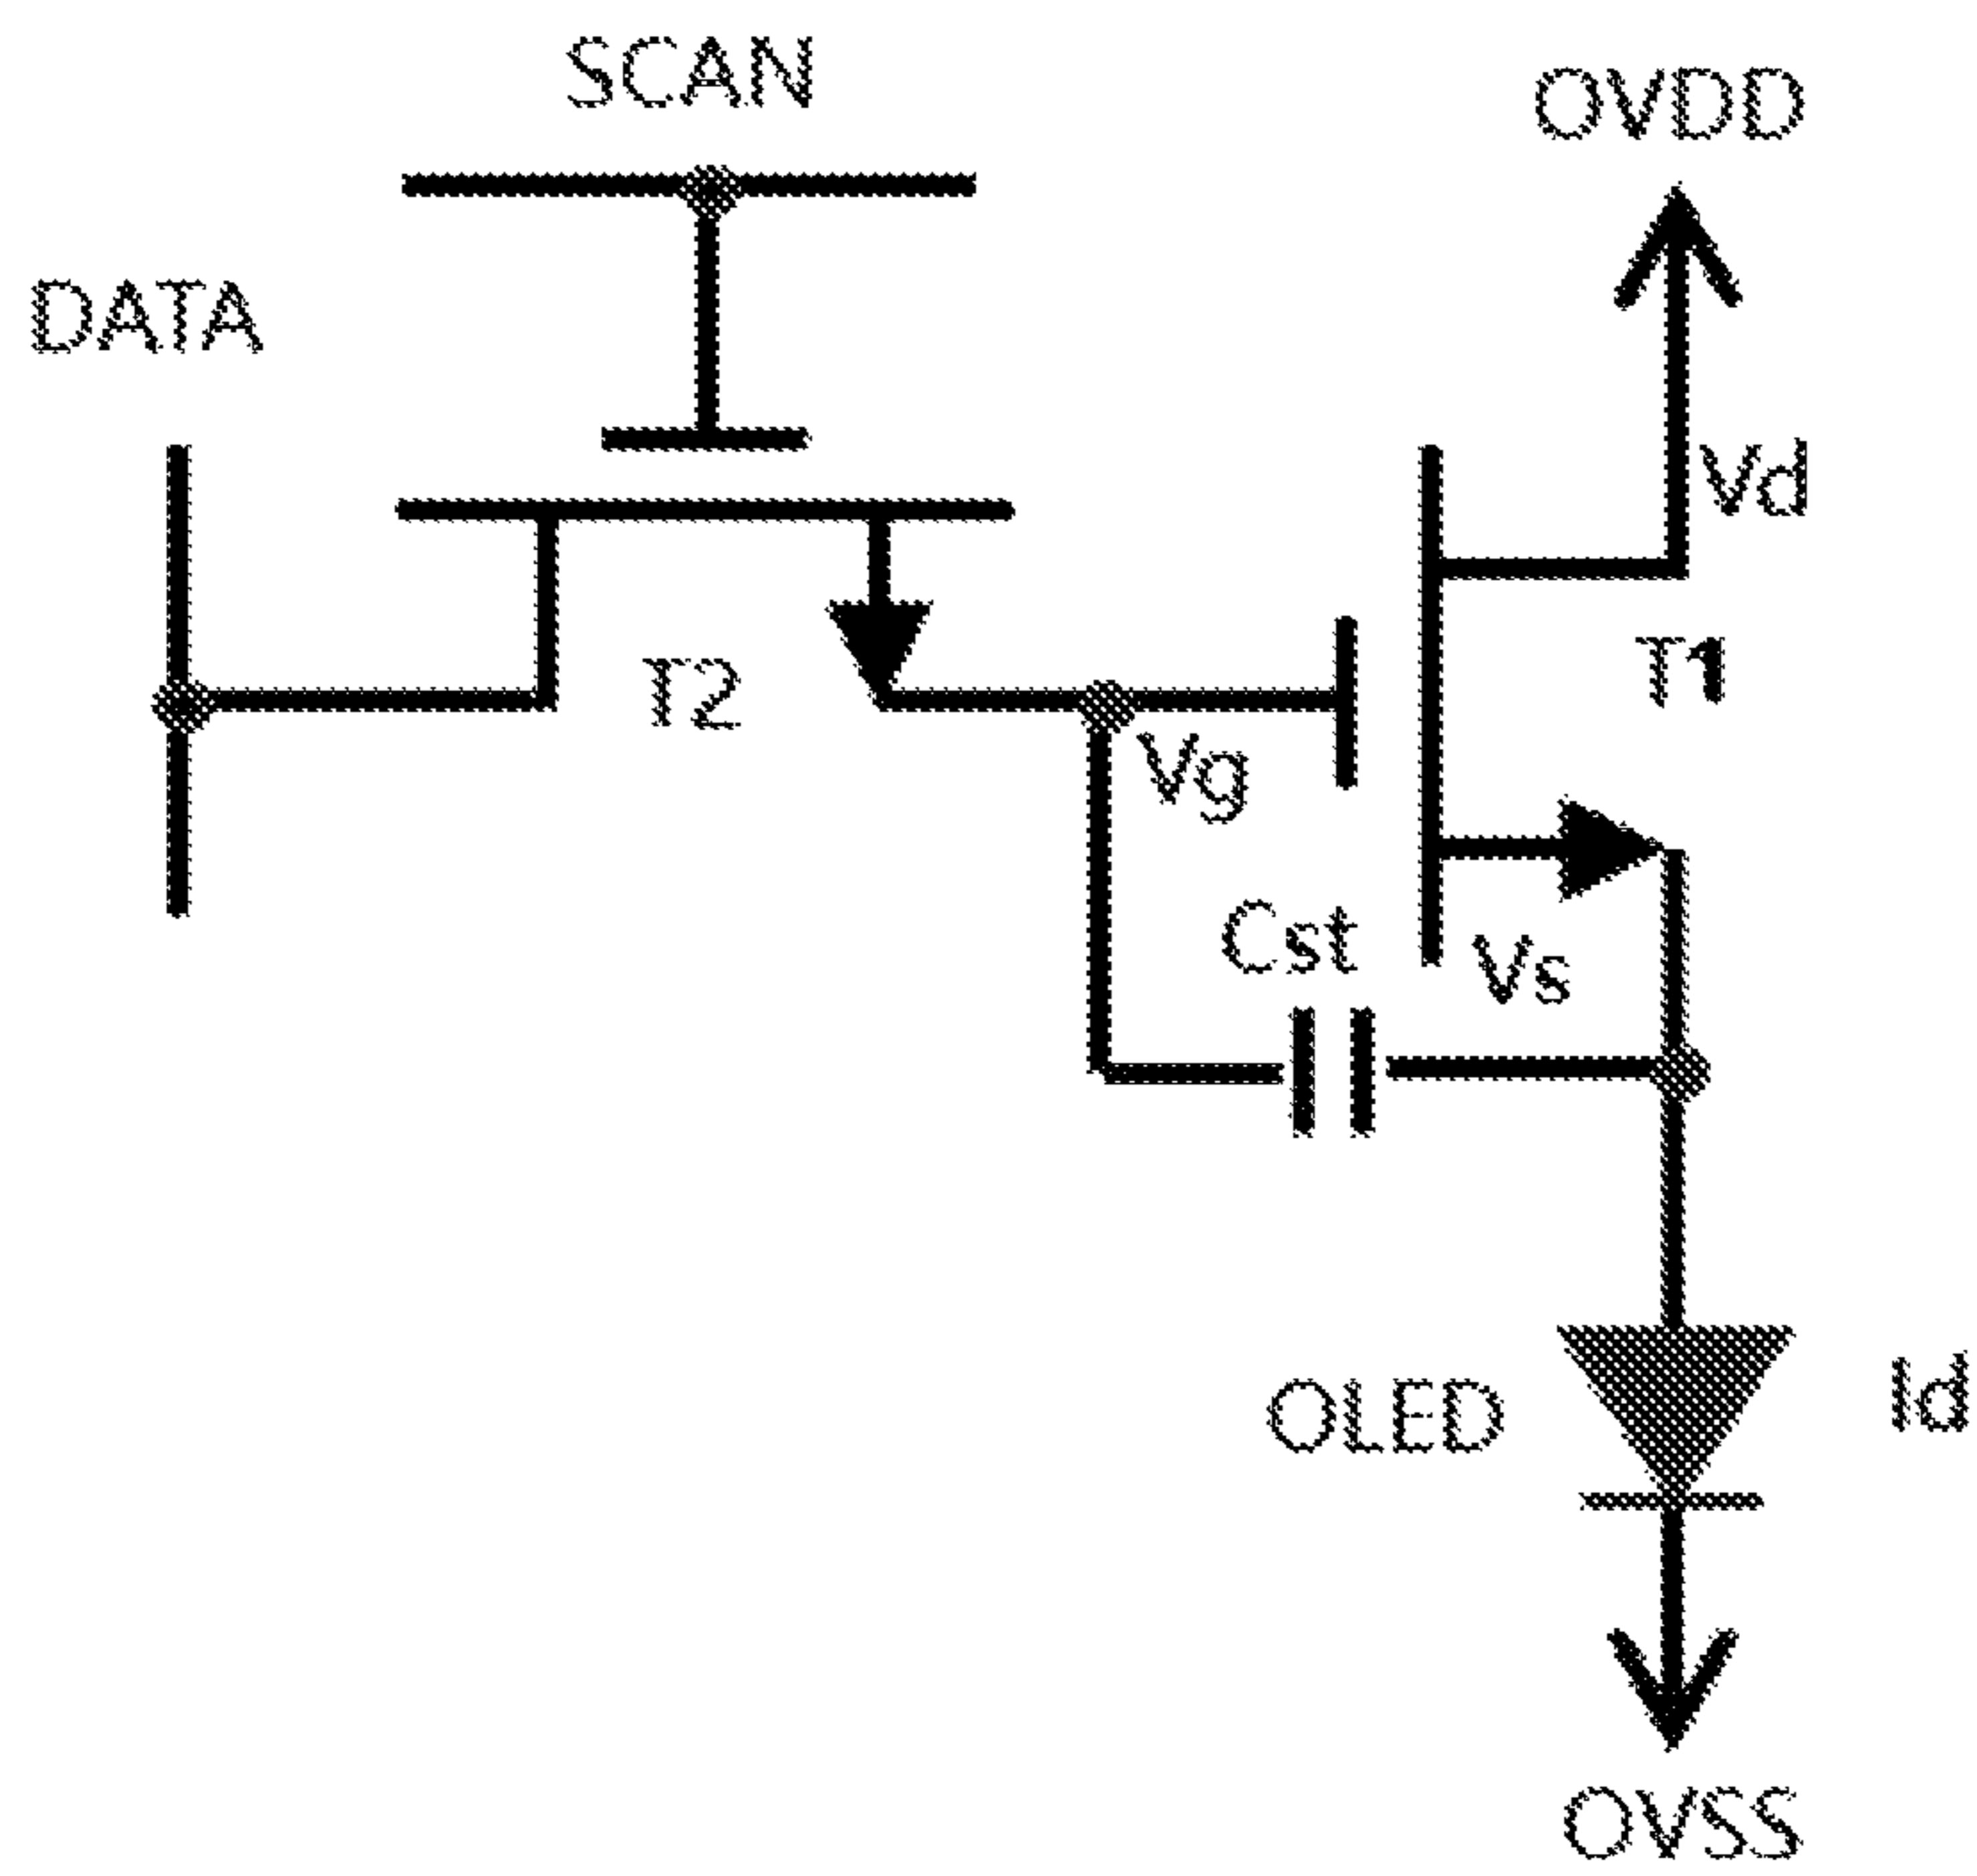 SCAN
OVDD
DATA
Vd
T2
T1
Vg
Cst
Vs
OLED
Id
OVSS